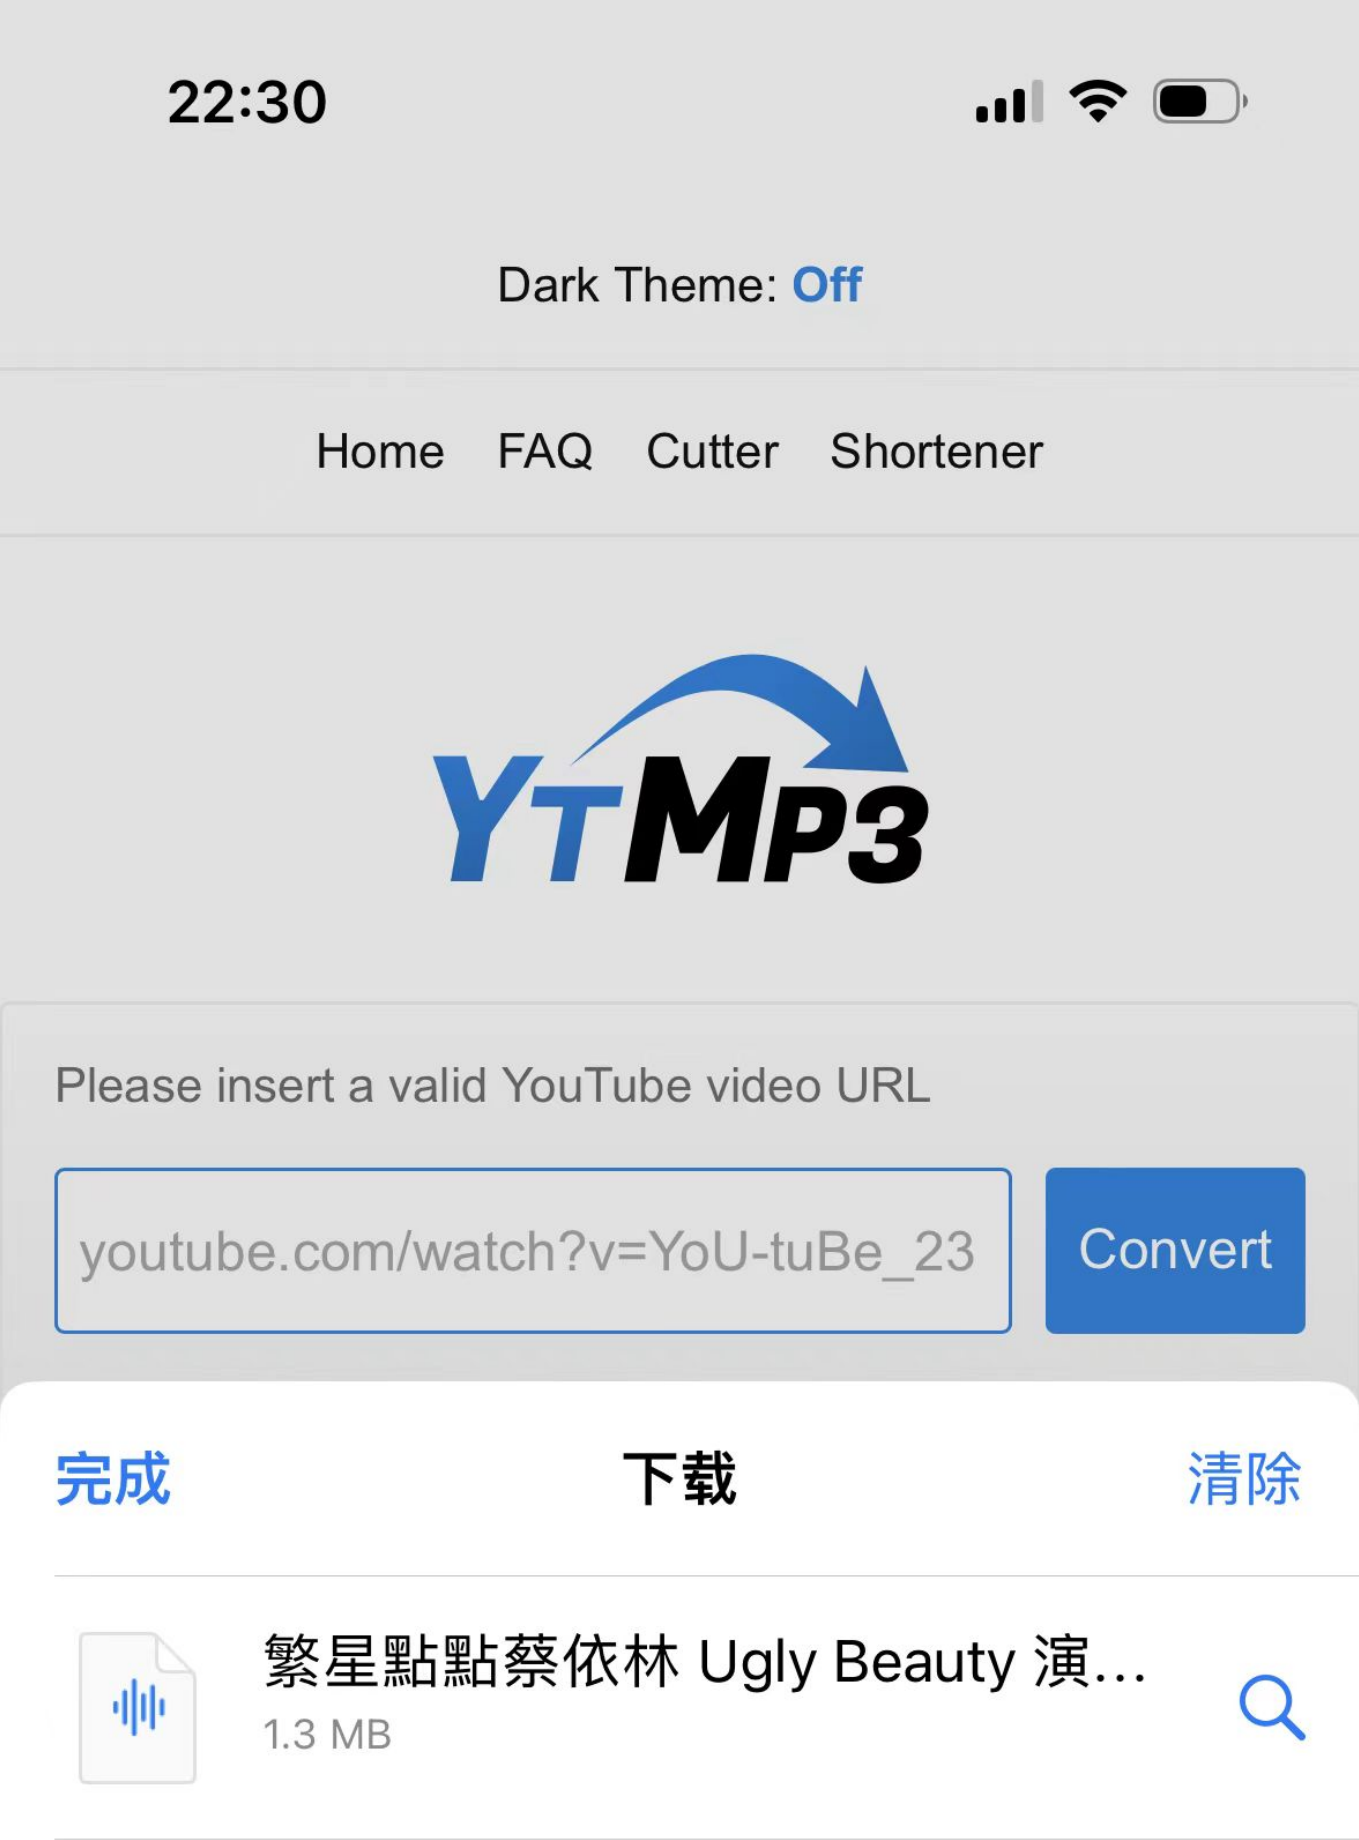 22:30
Dark Theme: Off
Home FAQ Cutter Shortener
YTMP3
Please insert a valid YouTube video URL
youtube.com/watch?v=YoU-tuBe_23
Convert
完成 下载 清除
繁星點點蔡依林 Ugly Beauty 演...
1.3 MB